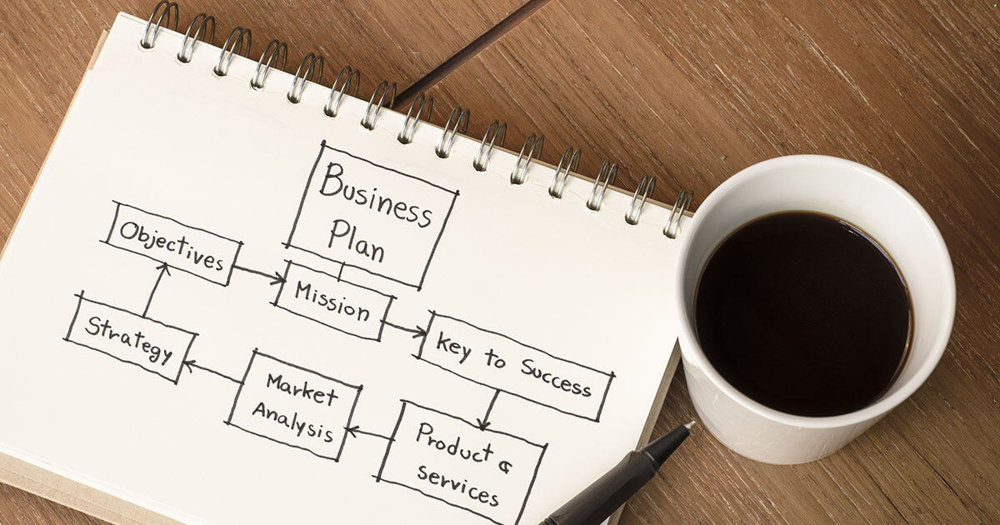 Business
Plan
Objectives
Mission
Key to Success
Strategy
Market
Analysis
Product &
services